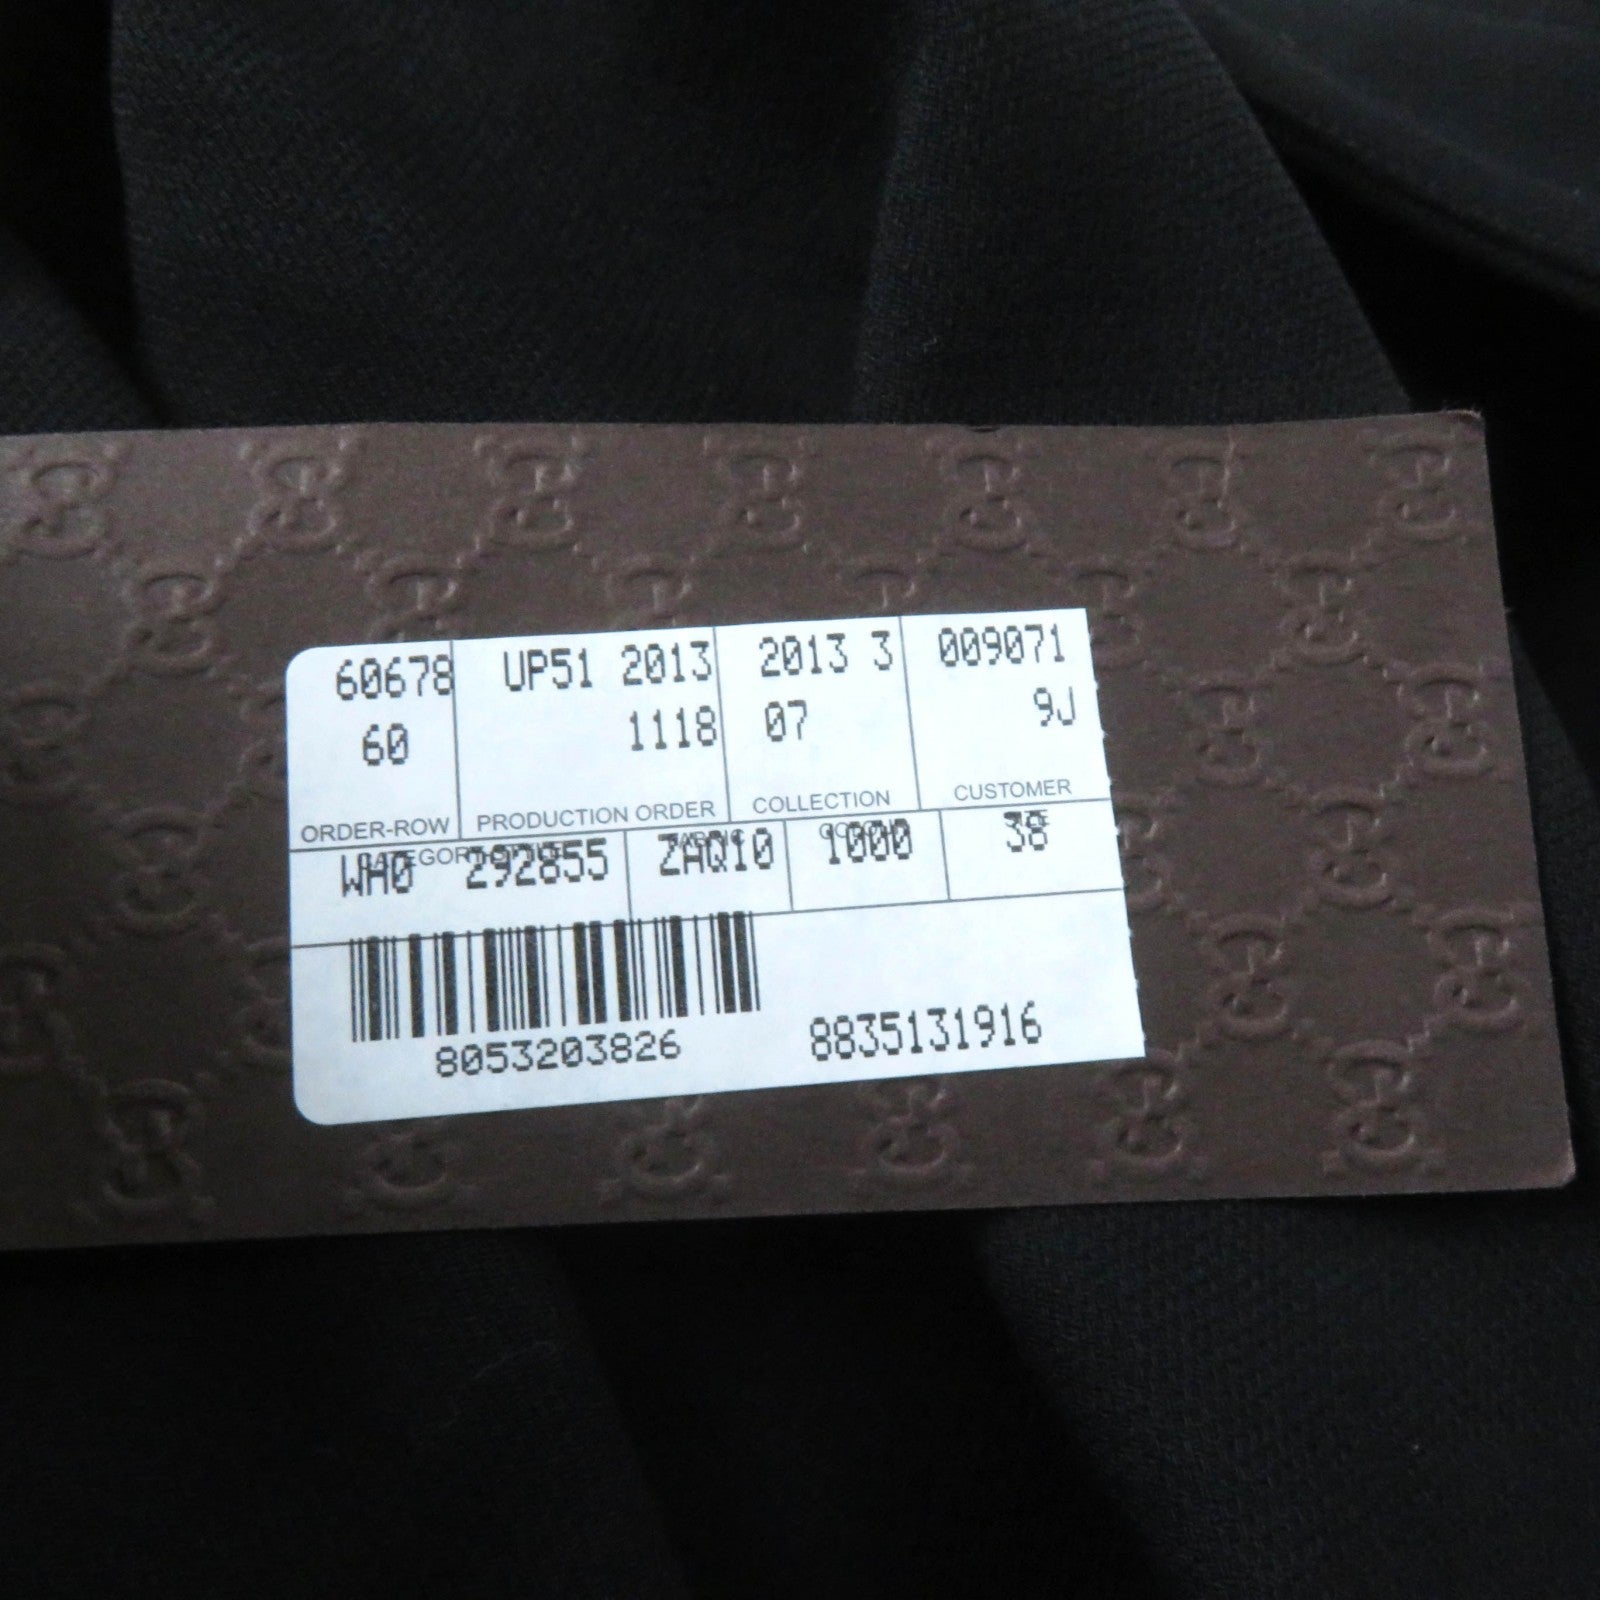 60678 UP51 2013 2013 3 009071
60 1118 07 9J
ORDER-ROW PRODUCTION ORDER COLLECTION CUSTOMER
WA0 292855 ZAQ10 1000 38
8053203826 8835131916